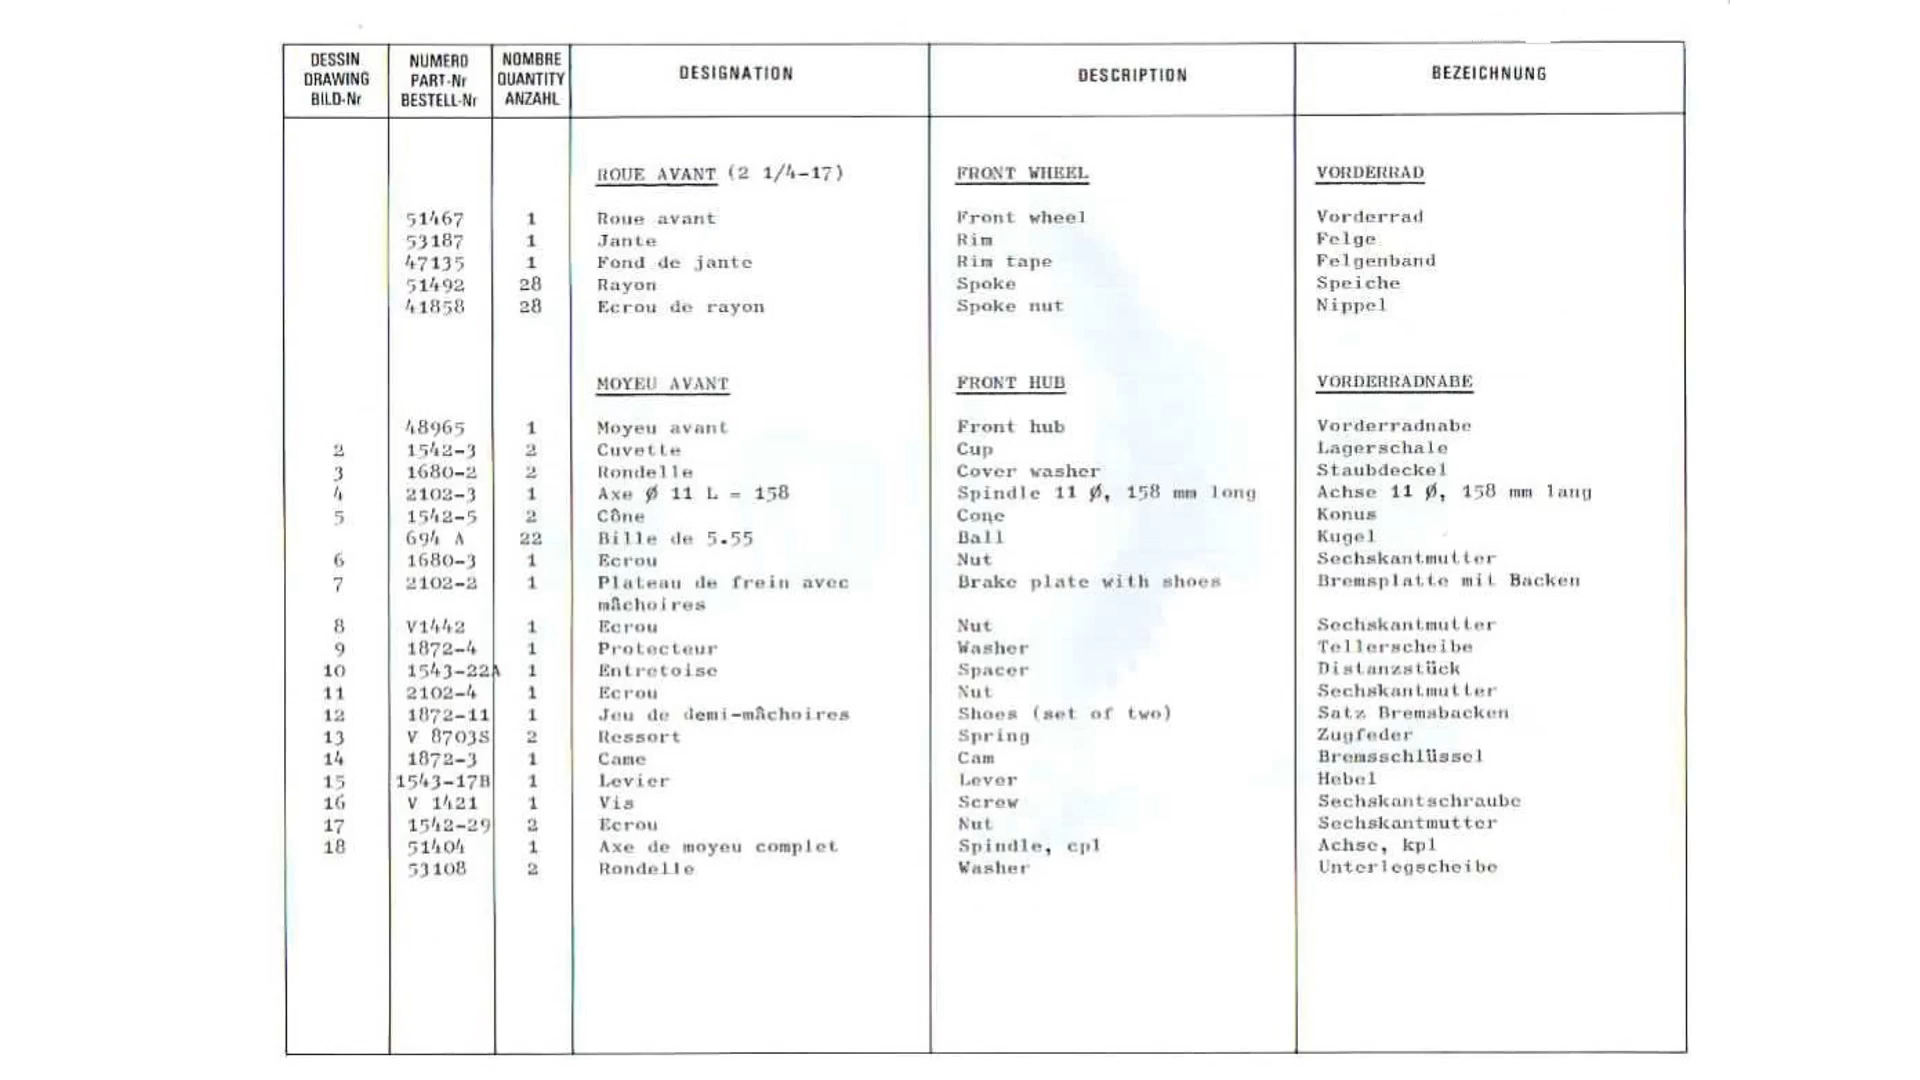 DESSIN DRAWING BILD-Nr NUMERO PART-Nr BESTELL-Nr NOMBRE QUANTITY ANZAHL DESIGNATION DESCRIPTION BEZEICHNUNG
ROUE AVANT (2 1/4-17) FRONT WHEEL VORDERRAD
51467 1 Roue avant Front wheel Vorderrad
53187 1 Jante Rim Felge
47135 1 Fond de jante Rim tape Felgenband
51492 28 Rayon Spoke Speiche
41858 28 Ecrou de rayon Spoke nut Nippel
MOYEU AVANT FRONT HUB VORDERRADNABE
48965 1 Moyeu avant Front hub Vorderradnabe
2 1542-3 2 Cuvette Cup Lagerschale
3 1680-2 2 Rondelle Cover washer Staubdeckel
4 2102-3 1 Axe Ø 11 L = 158 Spindle 11 Ø, 158 mm long Achse 11 Ø, 158 mm lang
5 1542-5 2 Cône Cone Konus
694 A 22 Bille de 5.55 Ball Kugel
6 1680-3 1 Ecrou Nut Sechskantmutter
7 2102-2 1 Plateau de frein avec Brake plate with shoes Bremsplatte mit Backen
mâchoires
8 V1442 1 Ecrou Nut Sechskantmutter
9 1872-4 1 Protecteur Washer Tellerscheibe
10 1543-22A 1 Entretoise Spacer Distanzstück
11 2102-4 1 Ecrou Nut Sechskantmutter
12 1872-11 1 Jeu de demi-mâchoires Shoes (set of two) Satz Bremsbacken
13 V 8703S 2 Ressort Spring Zugfeder
14 1872-3 1 Came Cam Bremsschlüssel
15 1543-17B 1 Levier Lever Hebel
16 V 1421 1 Vis Screw Sechskantschraube
17 1542-29 2 Ecrou Nut Sechskantmutter
18 51404 1 Axe de moyeu complet Spindle, cpl Achse, kpl
53108 2 Rondelle Washer Unterlegscheibe